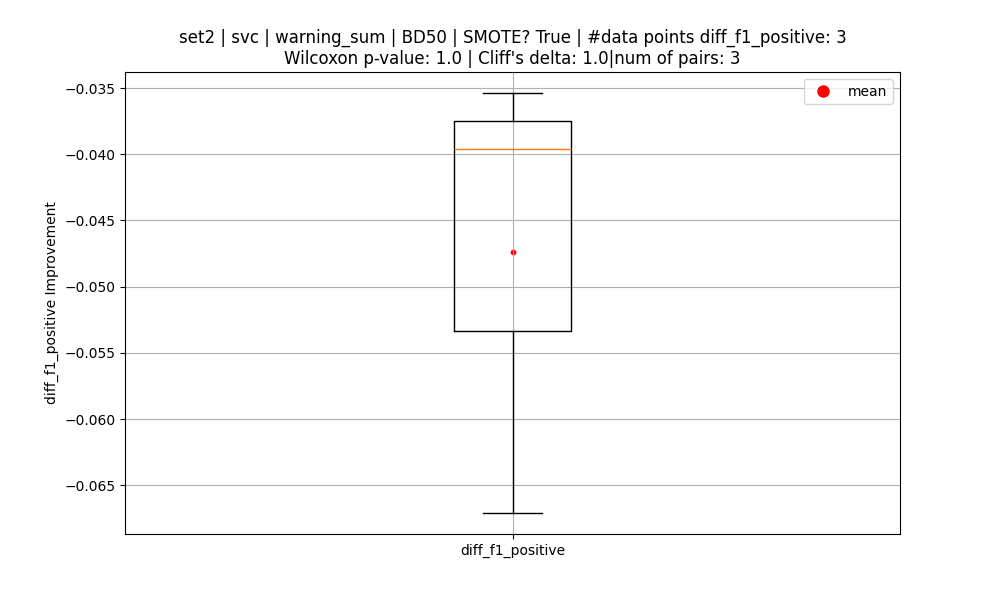 set2 | svc | warning_sum | BD50 | SMOTE? True | #data points diff_f1_positive: 3
Wilcoxon p-value: 1.0 | Cliff's delta: 1.0|num of pairs: 3
mean
−0.035
−0.040
−0.045
−0.050
−0.055
−0.060
−0.065
diff_f1_positive Improvement
diff_f1_positive